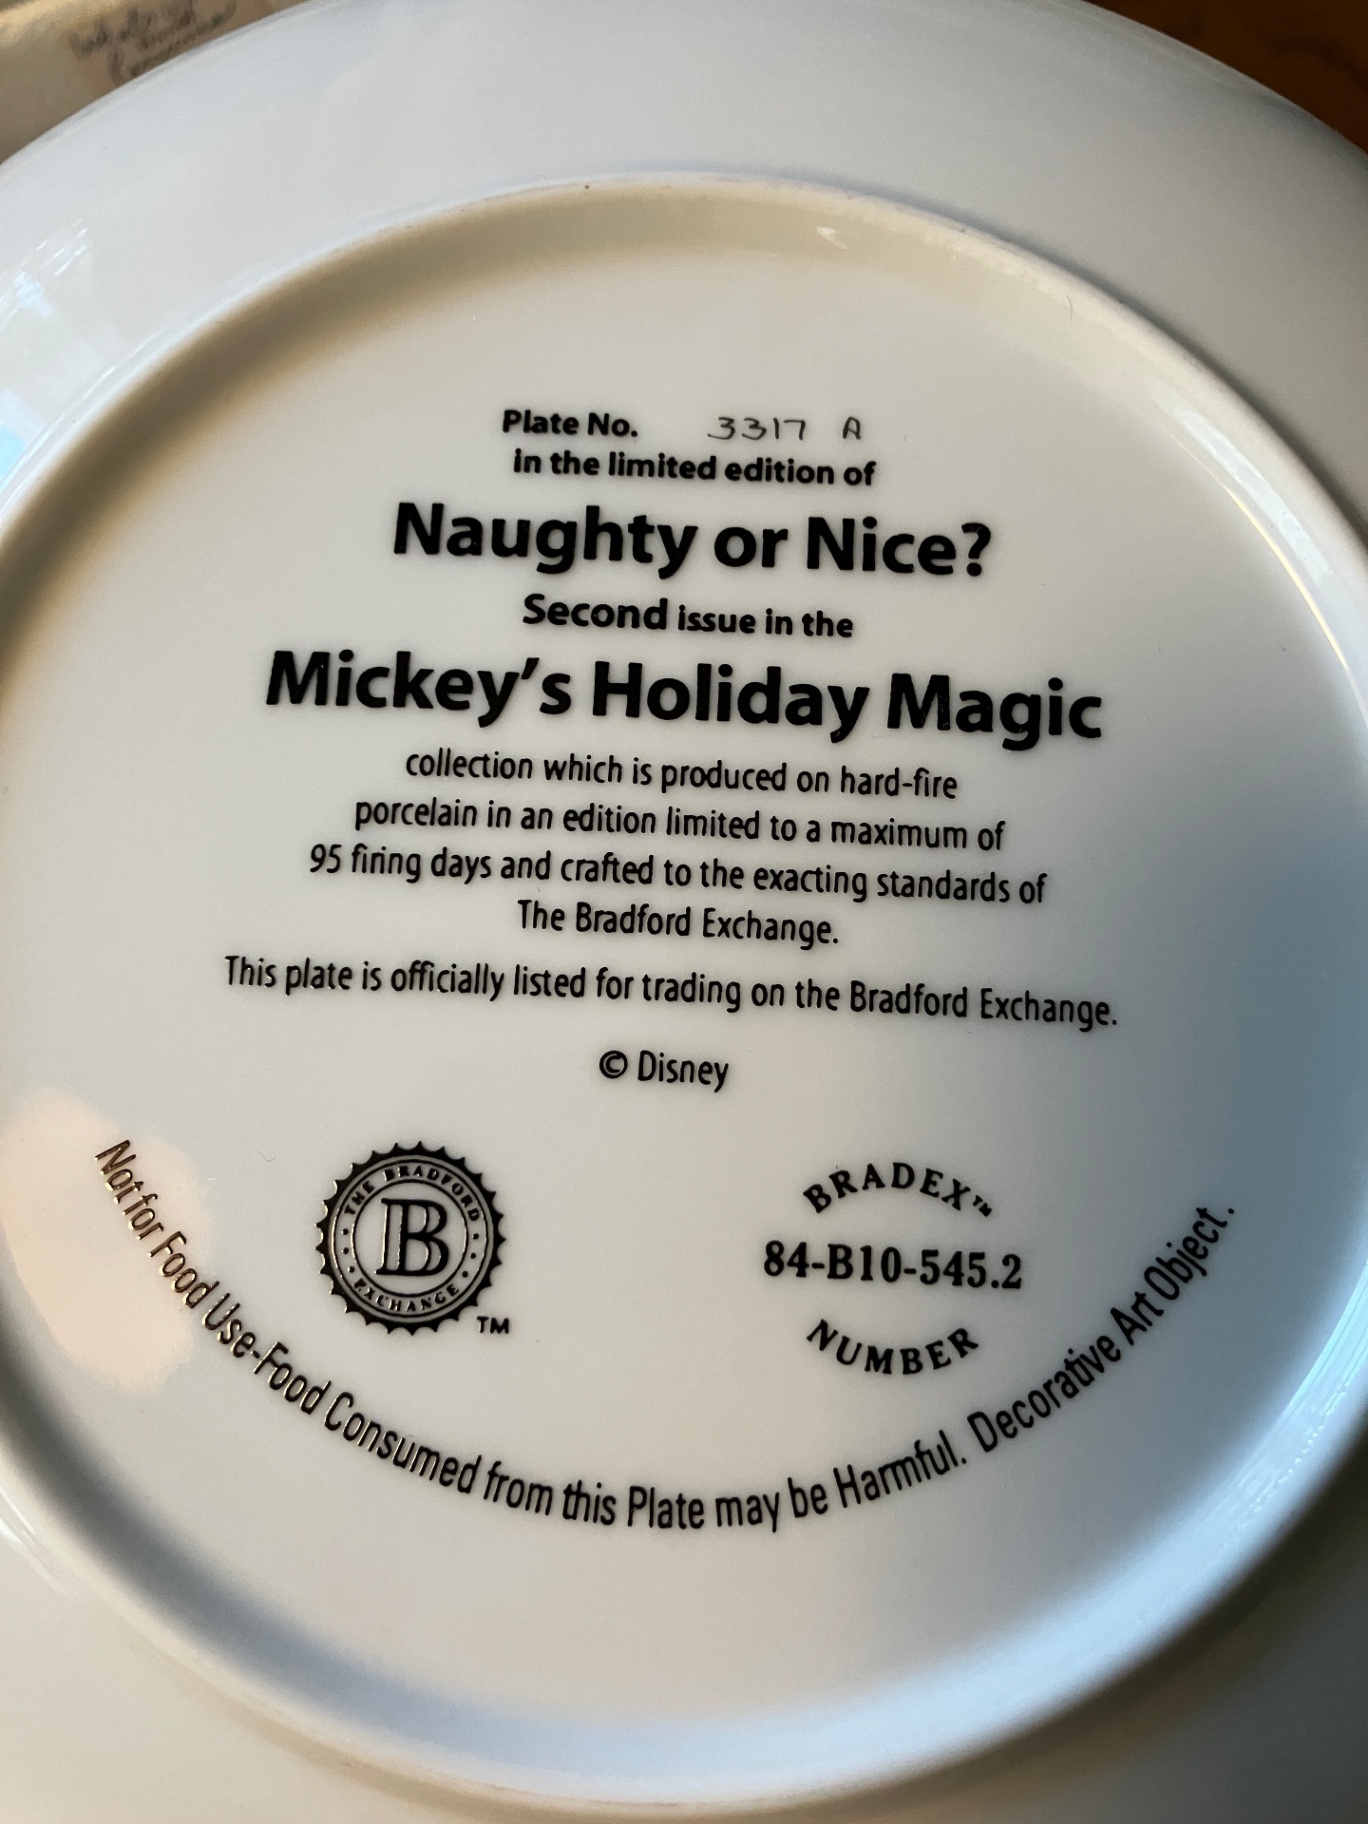 Plate No. 3317 A
in the limited edition of
Naughty or Nice?
Second issue in the
Mickey's Holiday Magic
collection which is produced on hard-fire
porcelain in an edition limited to a maximum of
95 firing days and crafted to the exacting standards of
The Bradford Exchange.
This plate is officially listed for trading on the Bradford Exchange.
© Disney
THE BRADFORD
B
EXCHANGE
TM
BRADEX™
84-B10-545.2
NUMBER
Not for Food Use-Food Consumed from this Plate may be Harmful. Decorative Art Object.